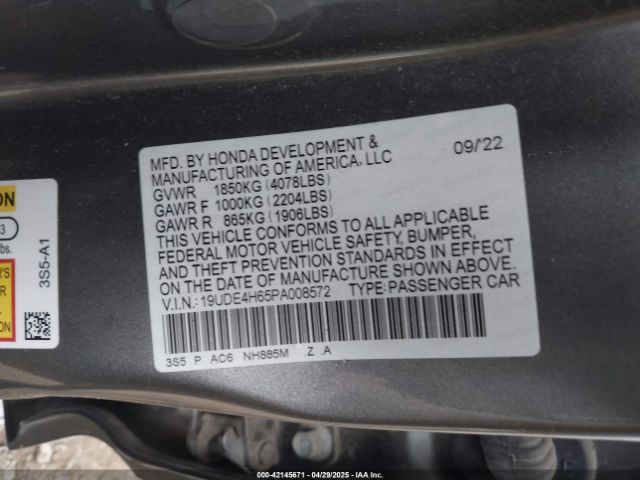 MFD. BY HONDA DEVELOPMENT &
MANUFACTURING OF AMERICA, LLC 09/'22
GVWR 1850KG (4078LBS)
GAWR F 1000KG (2204LBS)
GAWR R 865KG (1906LBS)
THIS VEHICLE CONFORMS TO ALL APPLICABLE
FEDERAL MOTOR VEHICLE SAFETY, BUMPER,
AND THEFT PREVENTION STANDARDS IN EFFECT
ON THE DATE OF MANUFACTURE SHOWN ABOVE.
V.I.N.: 19UDE4H65PA008572 TYPE: PASSENGER CAR
3S5 P AC6 NH885M .Z .A
ON
3
bs.
'S
R
3S5-A1
000-42145671 - 04/29/2025 - IAA Inc.